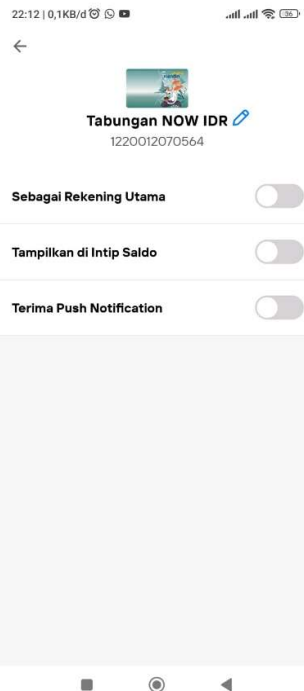 22:12 | 0,1KB/d
36
Tabungan NOW IDR
1220012070564
Sebagai Rekening Utama
Tampilkan di Intip Saldo
Terima Push Notification